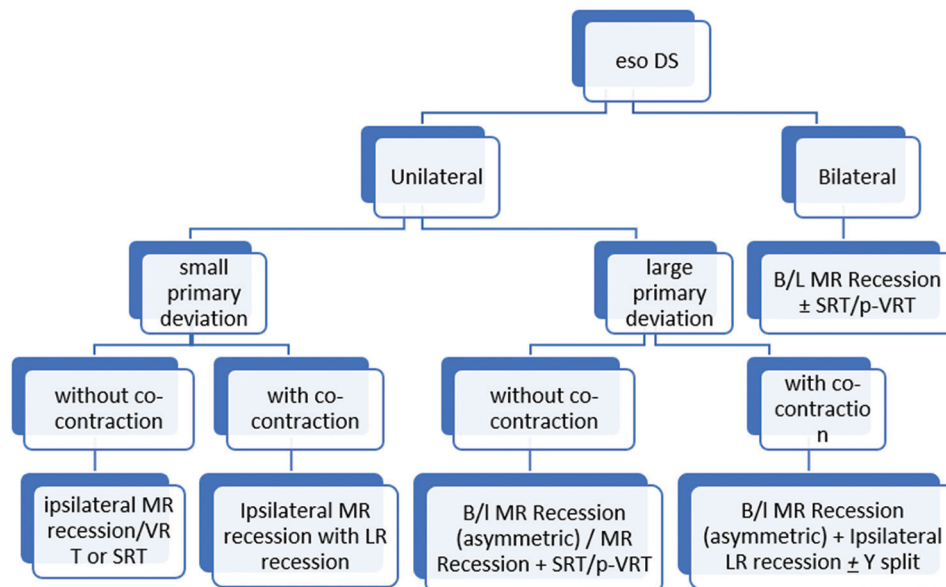 eso DS
Unilateral
Bilateral
small
primary
deviation
large
primary
deviation
B/L MR Recession
± SRT/p-VRT
without co-
contraction
with co-
contraction
without co-
contraction
with co-
contractio
n
ipsilateral MR
recession/VR
T or SRT
Ipsilateral MR
recession with LR
recession
B/l MR Recession
(asymmetric) / MR
Recession + SRT/p-VRT
B/l MR Recession
(asymmetric) + Ipsilateral
LR recession ± Y split